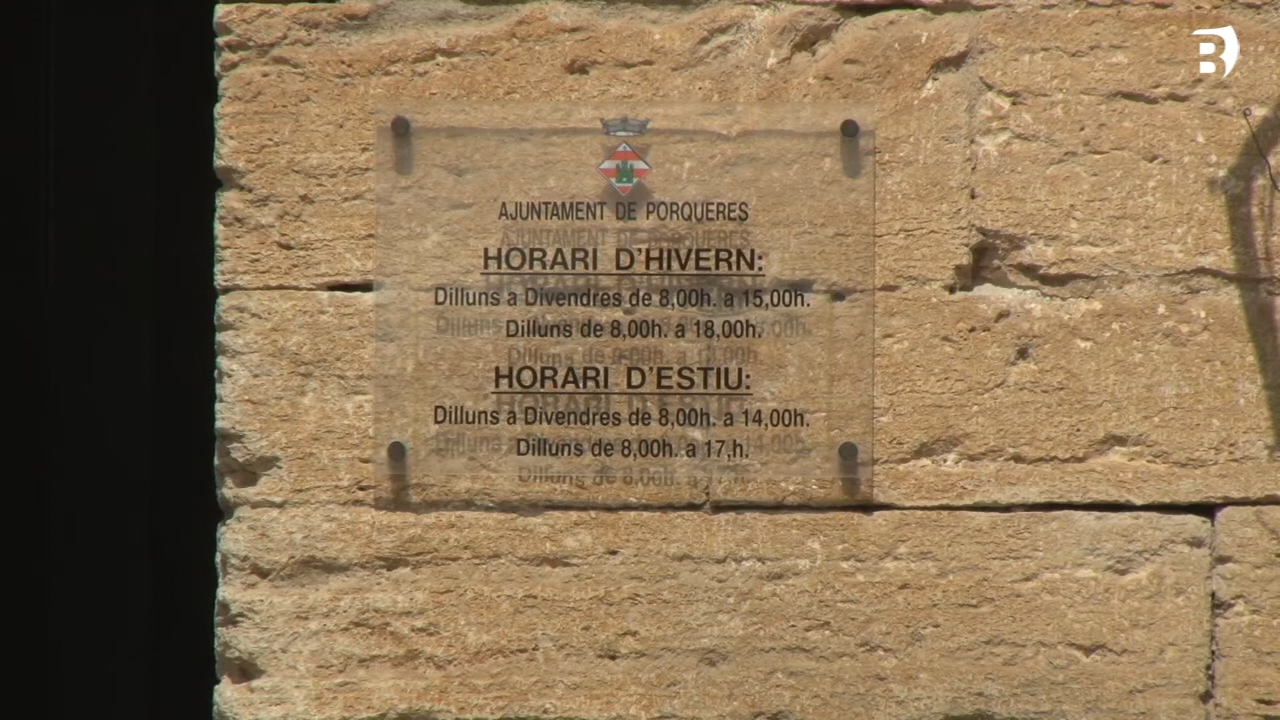 B
AJUNTAMENT DE PORQUERES
HORARI D'HIVERN:
Dilluns a Divendres de 8,00h. a 15,00h.
Dilluns de 8,00h. a 18,00h.
HORARI D'ESTIU:
Dilluns a Divendres de 8,00h. a 14,00h.
Dilluns de 8,00h. a 17,h.